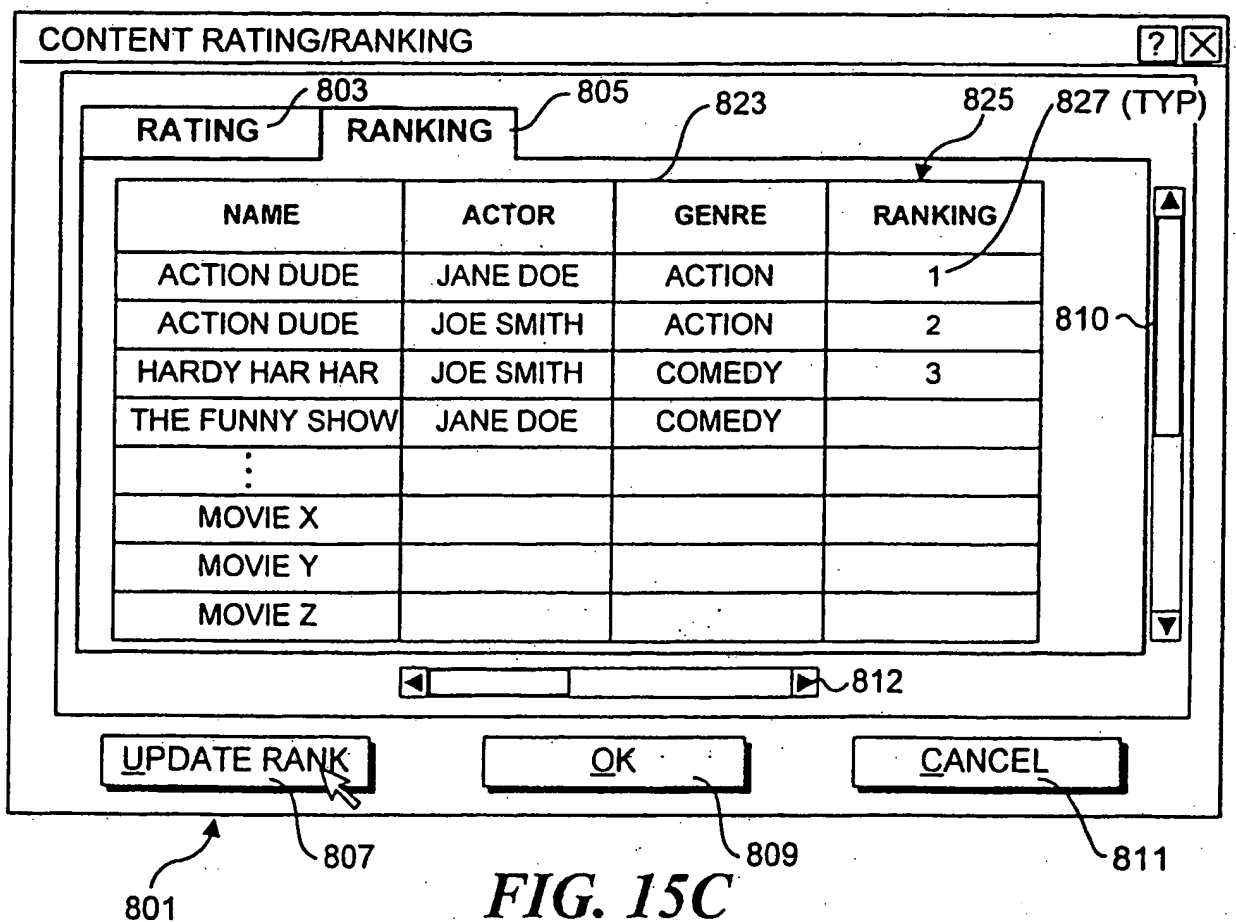 CONTENT RATING/RANKING ? X
803 805 823 825 827 (TYP)
RATING RANKING
NAME ACTOR GENRE RANKING
ACTION DUDE JANE DOE ACTION 1
ACTION DUDE JOE SMITH ACTION 2
810
HARDY HAR HAR JOE SMITH COMEDY 3
THE FUNNY SHOW JANE DOE COMEDY
MOVIE X
MOVIE Y
MOVIE Z
812
UPDATE RANK OK CANCEL
807 809 811
801 FIG. 15C